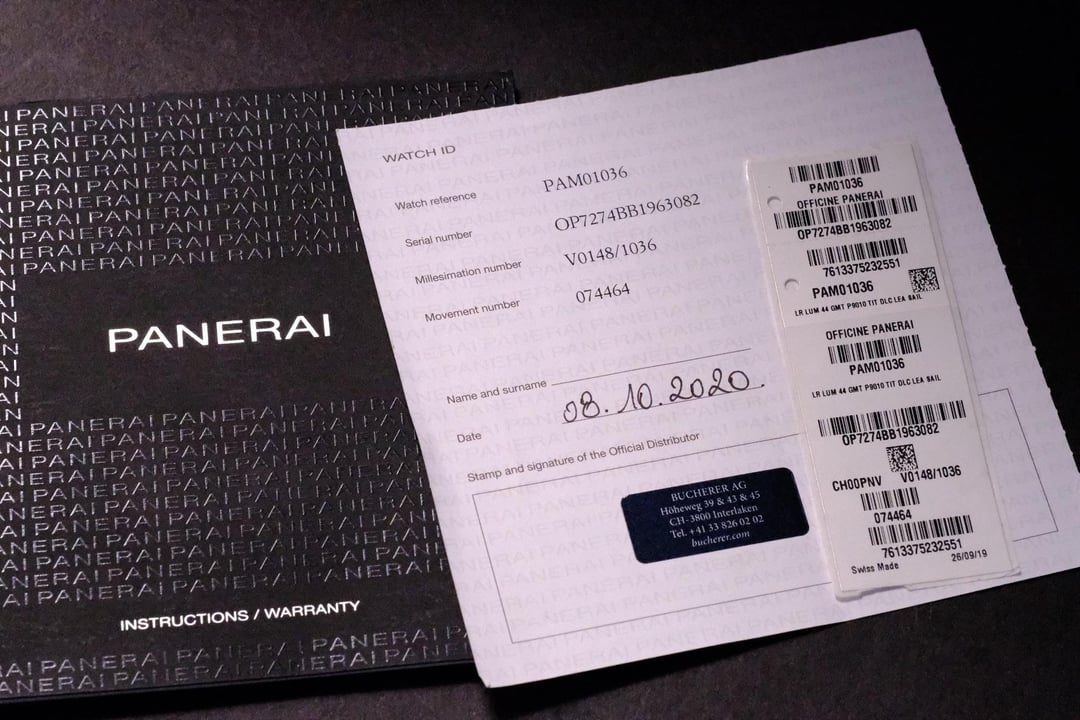 PANERAI
INSTRUCTIONS / WARRANTY
WATCH ID
Watch reference PAM01036
Serial number OP7274BB1963082
Millesimation number V0148/1036
Movement number 074464
Name and surname
Date 08.10.2020.
Stamp and signature of the Official Distributor
BUCHERER AG
Höheweg 39 & 43 & 45
CH-3800 Interlaken
Tel. +41 33 826 02 02
bucherer.com
PAM01036
OFFICINE PANERAI
OP7274BB1963082
7613375232551
PAM01036
LR LUM 44 GMT P9010 TIT DLC LEA SAIL
OFFICINE PANERAI
PAM01036
LR LUM 44 GMT P9010 TIT DLC LEA SAIL
OP7274BB1963082
CH00PNV V0148/1036
074464
7613375232551
Swiss Made 26/09/19